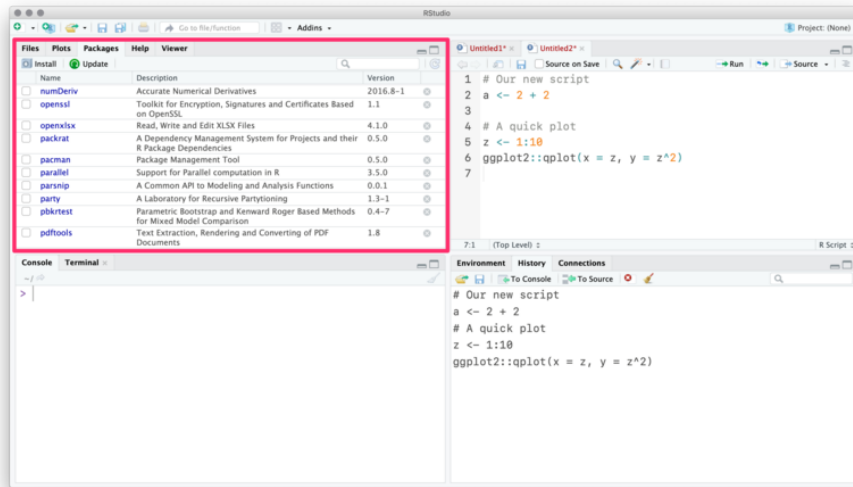 RStudio
Go to file/function
Addins
Project: (None)
Files Plots Packages Help Viewer
Install Update
Name Description Version
numDeriv Accurate Numerical Derivatives 2016.8-1
openssl Toolkit for Encryption, Signatures and Certificates Based 1.1
on OpenSSL
openxlsx Read, Write and Edit XLSX Files 4.1.0
packrat A Dependency Management System for Projects and their 0.5.0
R Package Dependencies
pacman Package Management Tool 0.5.0
parallel Support for Parallel computation in R 3.5.0
parsnip A Common API to Modeling and Analysis Functions 0.0.1
party A Laboratory for Recursive Partytioning 1.3-1
pbkrtest Parametric Bootstrap and Kenward Roger Based Methods 0.4-7
for Mixed Model Comparison
pdftools Text Extraction, Rendering and Converting of PDF 1.8
Documents
Untitled1* Untitled2*
Source on Save Run Source
1 # Our new script
2 a <- 2 + 2
3
4 # A quick plot
5 z <- 1:10
6 ggplot2::qplot(x = z, y = z^2)
7
7:1 (Top Level) R Script
Console Terminal
~/
>
Environment History Connections
To Console To Source
# Our new script
a <- 2 + 2
# A quick plot
z <- 1:10
ggplot2::qplot(x = z, y = z^2)